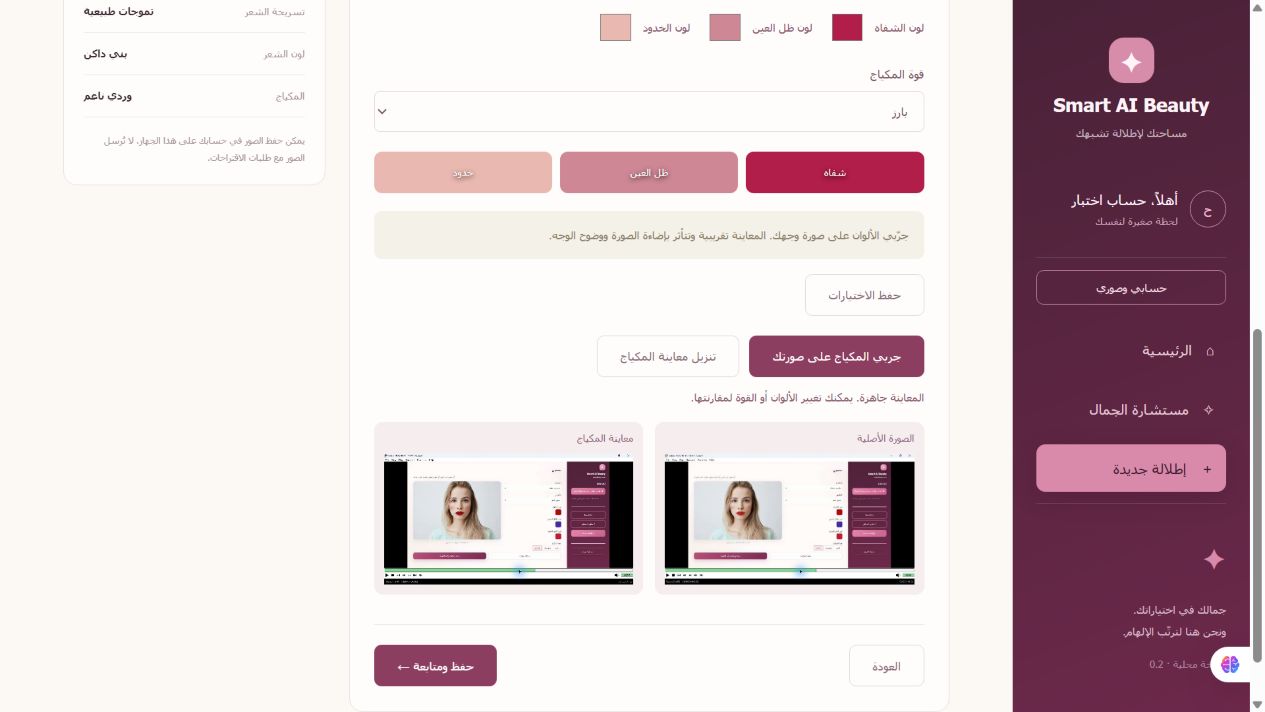 Smart AI Beauty
مساحتك لإطلالة تشبهك
ح
أهلاً، حساب اختبار
لحظة صغيرة لنفسك
حسابي وصوري
الرئيسية
مستشارة الجمال
إطلالة جديدة
جمالك في اختياراتك.
ونحن هنا لنرتّب الإلهام.
محلية · 0.2
لون الشفاه
لون ظل العين
لون الخدود
قوة المكياج
بارز
شفاه
ظل العين
خدود
جرّبي الألوان على صورة وجهك. المعاينة تقريبية وتتأثر بإضاءة الصورة ووضوح الوجه.
حفظ الاختيارات
جربي المكياج على صورتك
تنزيل معاينة المكياج
المعاينة جاهزة. يمكنك تغيير الألوان أو القوة لمقارنتها.
الصورة الأصلية
معاينة المكياج
العودة
حفظ ومتابعة ←
تسريحة الشعر
تموجات طبيعية
لون الشعر
بني داكن
المكياج
وردي ناعم
يمكن حفظ الصور في حسابك على هذا الجهاز. لا تُرسل
الصور مع طلبات الاقتراحات.